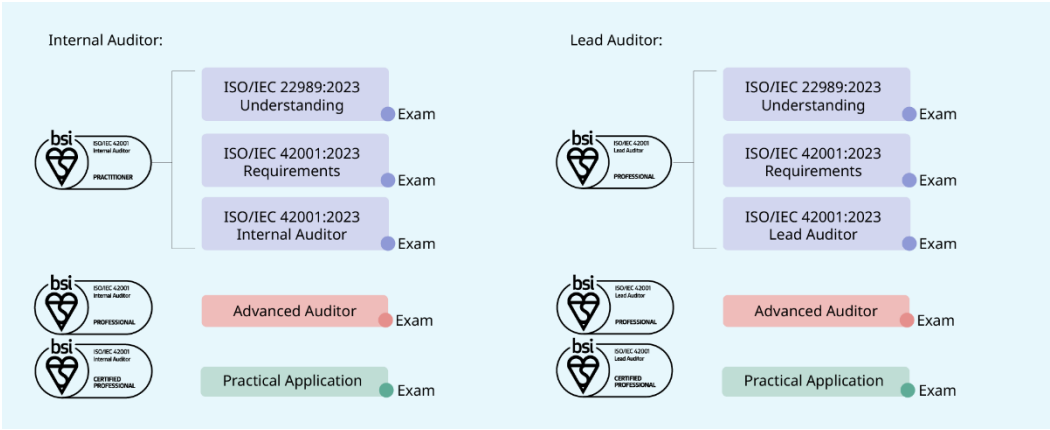 Internal Auditor:
ISO/IEC 22989:2023
Understanding
Exam
bsi
ISO/IEC 42001
Internal Auditor
PRACTITIONER
ISO/IEC 42001:2023
Requirements
Exam
ISO/IEC 42001:2023
Internal Auditor
Exam
bsi
ISO/IEC 42001
Internal Auditor
PROFESSIONAL
Advanced Auditor
Exam
bsi
ISO/IEC 42001
Internal Auditor
CERTIFIED
PROFESSIONAL
Practical Application
Exam
Lead Auditor:
ISO/IEC 22989:2023
Understanding
Exam
bsi
ISO/IEC 42001
Lead Auditor
PROFESSIONAL
ISO/IEC 42001:2023
Requirements
Exam
ISO/IEC 42001:2023
Lead Auditor
Exam
bsi
ISO/IEC 42001
Lead Auditor
PROFESSIONAL
Advanced Auditor
Exam
bsi
ISO/IEC 42001
Lead Auditor
CERTIFIED
PROFESSIONAL
Practical Application
Exam